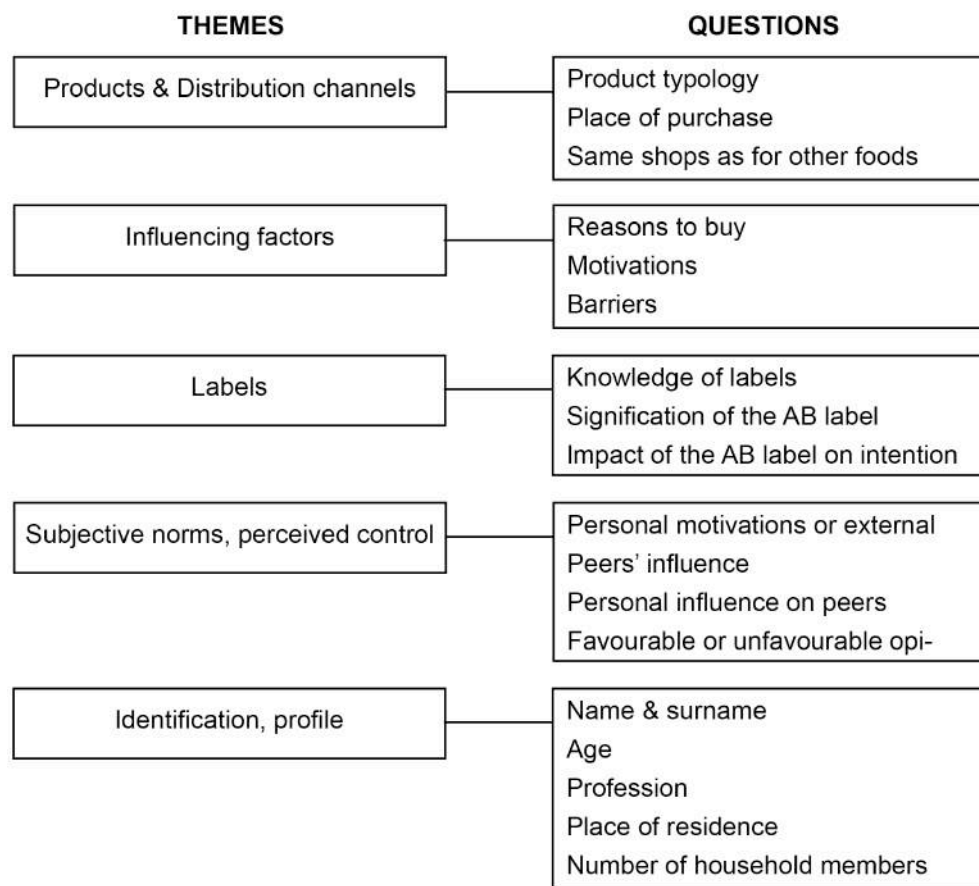 THEMES
QUESTIONS
Products & Distribution channels
Product typology
Place of purchase
Same shops as for other foods
Influencing factors
Reasons to buy
Motivations
Barriers
Labels
Knowledge of labels
Signification of the AB label
Impact of the AB label on intention
Subjective norms, perceived control
Personal motivations or external
Peers' influence
Personal influence on peers
Favourable or unfavourable opi-
Identification, profile
Name & surname
Age
Profession
Place of residence
Number of household members